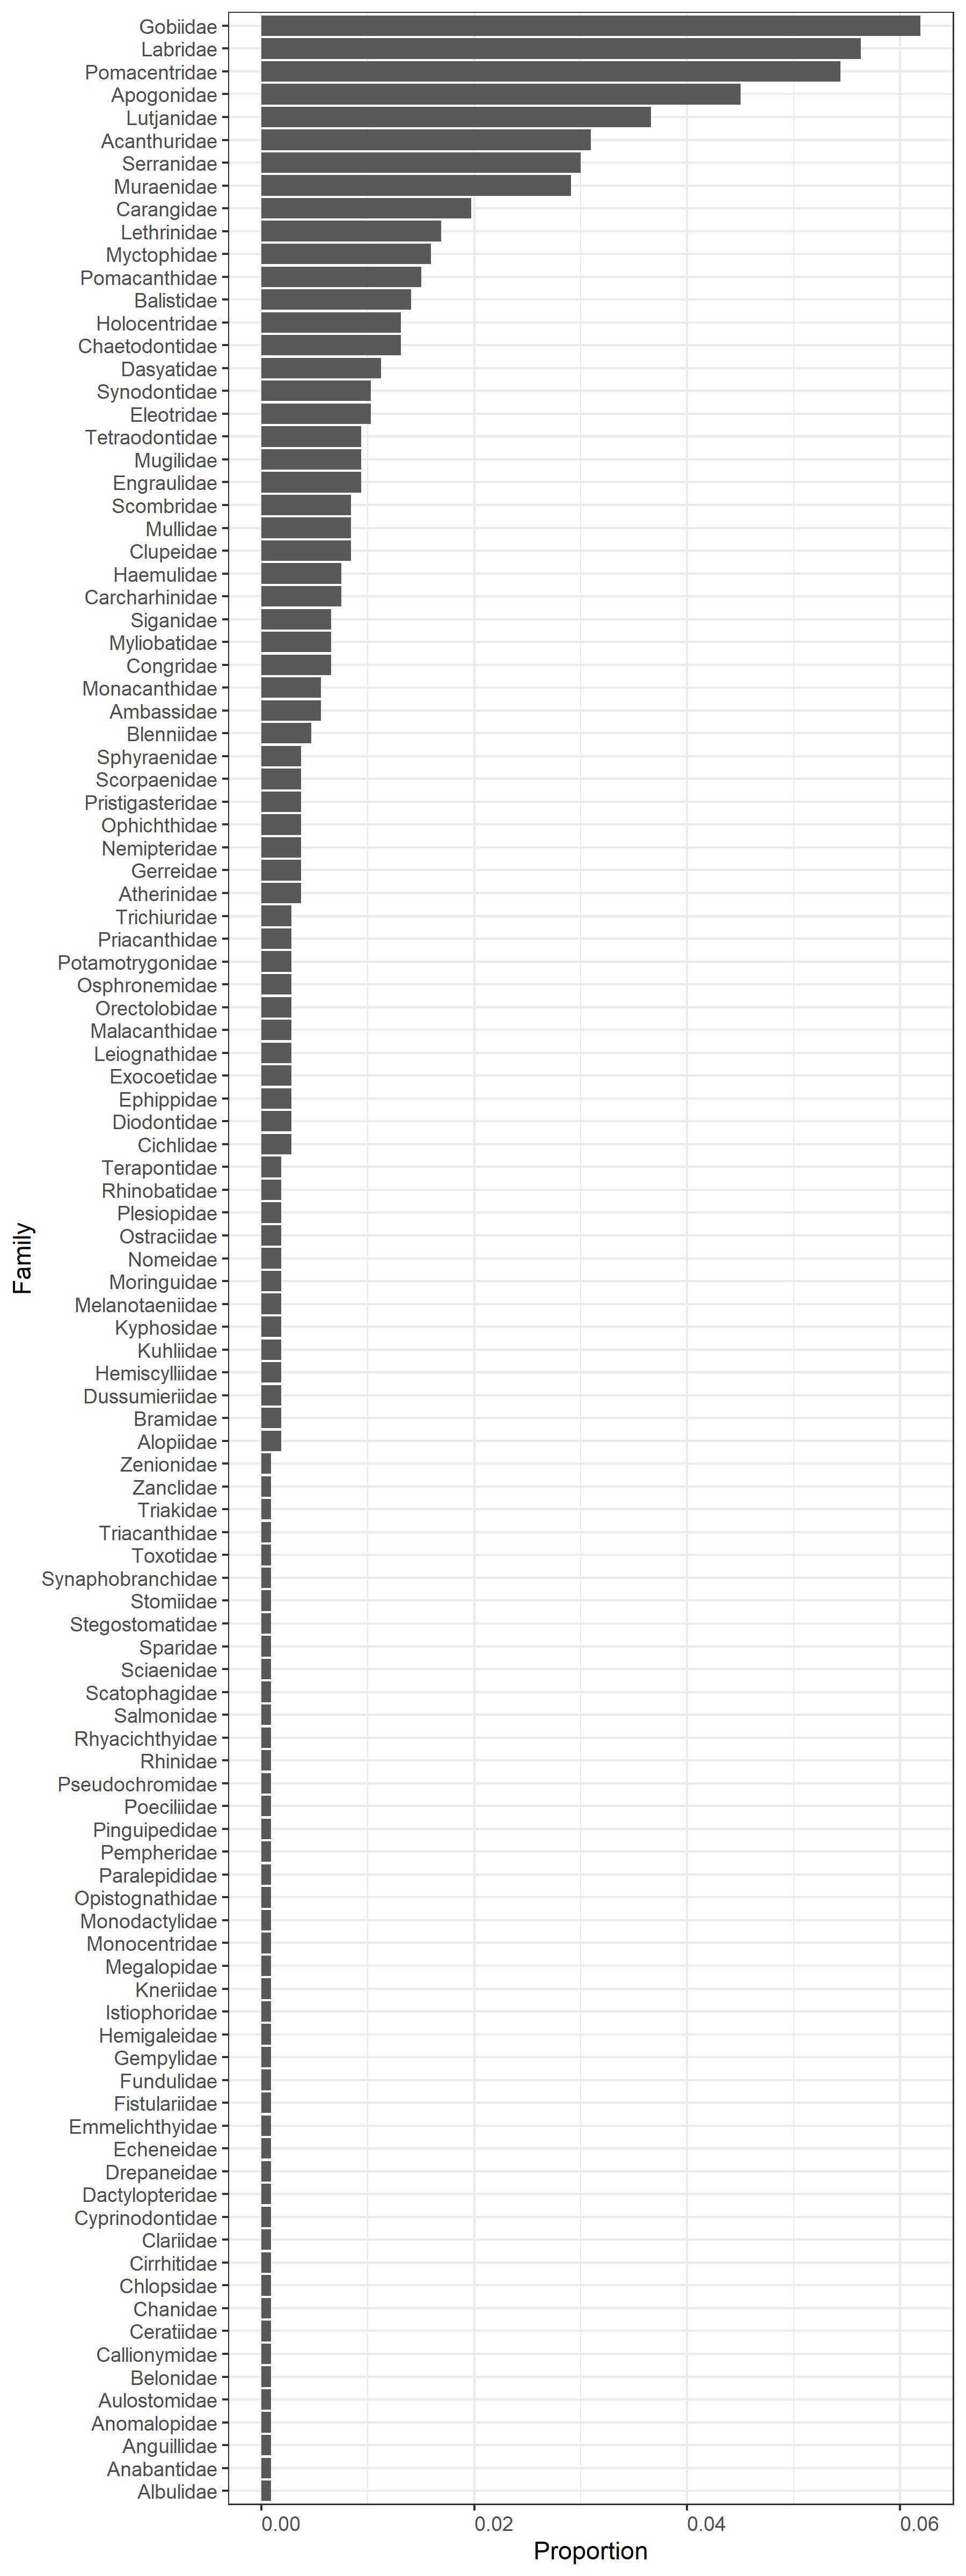 Gobiidae
Labridae
Pomacentridae
Apogonidae
Lutjanidae
Acanthuridae
Serranidae
Muraenidae
Carangidae
Lethrinidae
Myctophidae
Pomacanthidae
Balistidae
Holocentridae
Chaetodontidae
Dasyatidae
Synodontidae
Eleotridae
Tetraodontidae
Mugilidae
Engraulidae
Scombridae
Mullidae
Clupeidae
Haemulidae
Carcharhinidae
Siganidae
Myliobatidae
Congridae
Monacanthidae
Ambassidae
Blenniidae
Sphyraenidae
Scorpaenidae
Pristigasteridae
Ophichthidae
Nemipteridae
Gerreidae
Atherinidae
Trichiuridae
Priacanthidae
Potamotrygonidae
Osphronemidae
Orectolobidae
Malacanthidae
Leiognathidae
Exocoetidae
Ephippidae
Diodontidae
Cichlidae
Terapontidae
Rhinobatidae
Plesiopidae
Ostraciidae
Nomeidae
Moringuidae
Melanotaeniidae
Kyphosidae
Kuhliidae
Hemiscylliidae
Dussumieriidae
Bramidae
Alopiidae
Zenionidae
Zanclidae
Triakidae
Triacanthidae
Toxotidae
Synaphobranchidae
Stomiidae
Stegostomatidae
Sparidae
Sciaenidae
Scatophagidae
Salmonidae
Rhyacichthyidae
Rhinidae
Pseudochromidae
Poeciliidae
Pinguipedidae
Pempheridae
Paralepididae
Opistognathidae
Monodactylidae
Monocentridae
Megalopidae
Kneriidae
Istiophoridae
Hemigaleidae
Gempylidae
Fundulidae
Fistulariidae
Emmelichthyidae
Echeneidae
Drepaneidae
Dactylopteridae
Cyprinodontidae
Clariidae
Cirrhitidae
Chlopsidae
Chanidae
Ceratiidae
Callionymidae
Belonidae
Aulostomidae
Anomalopidae
Anguillidae
Anabantidae
Albulidae
Family
0.00 0.02 0.04 0.06
Proportion